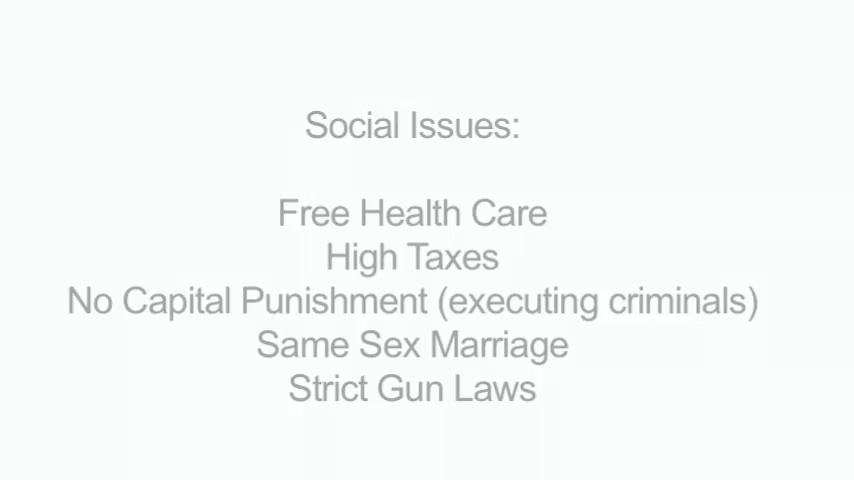 Social Issues:
Free Health Care
High Taxes
No Capital Punishment (executing criminals)
Same Sex Marriage
Strict Gun Laws